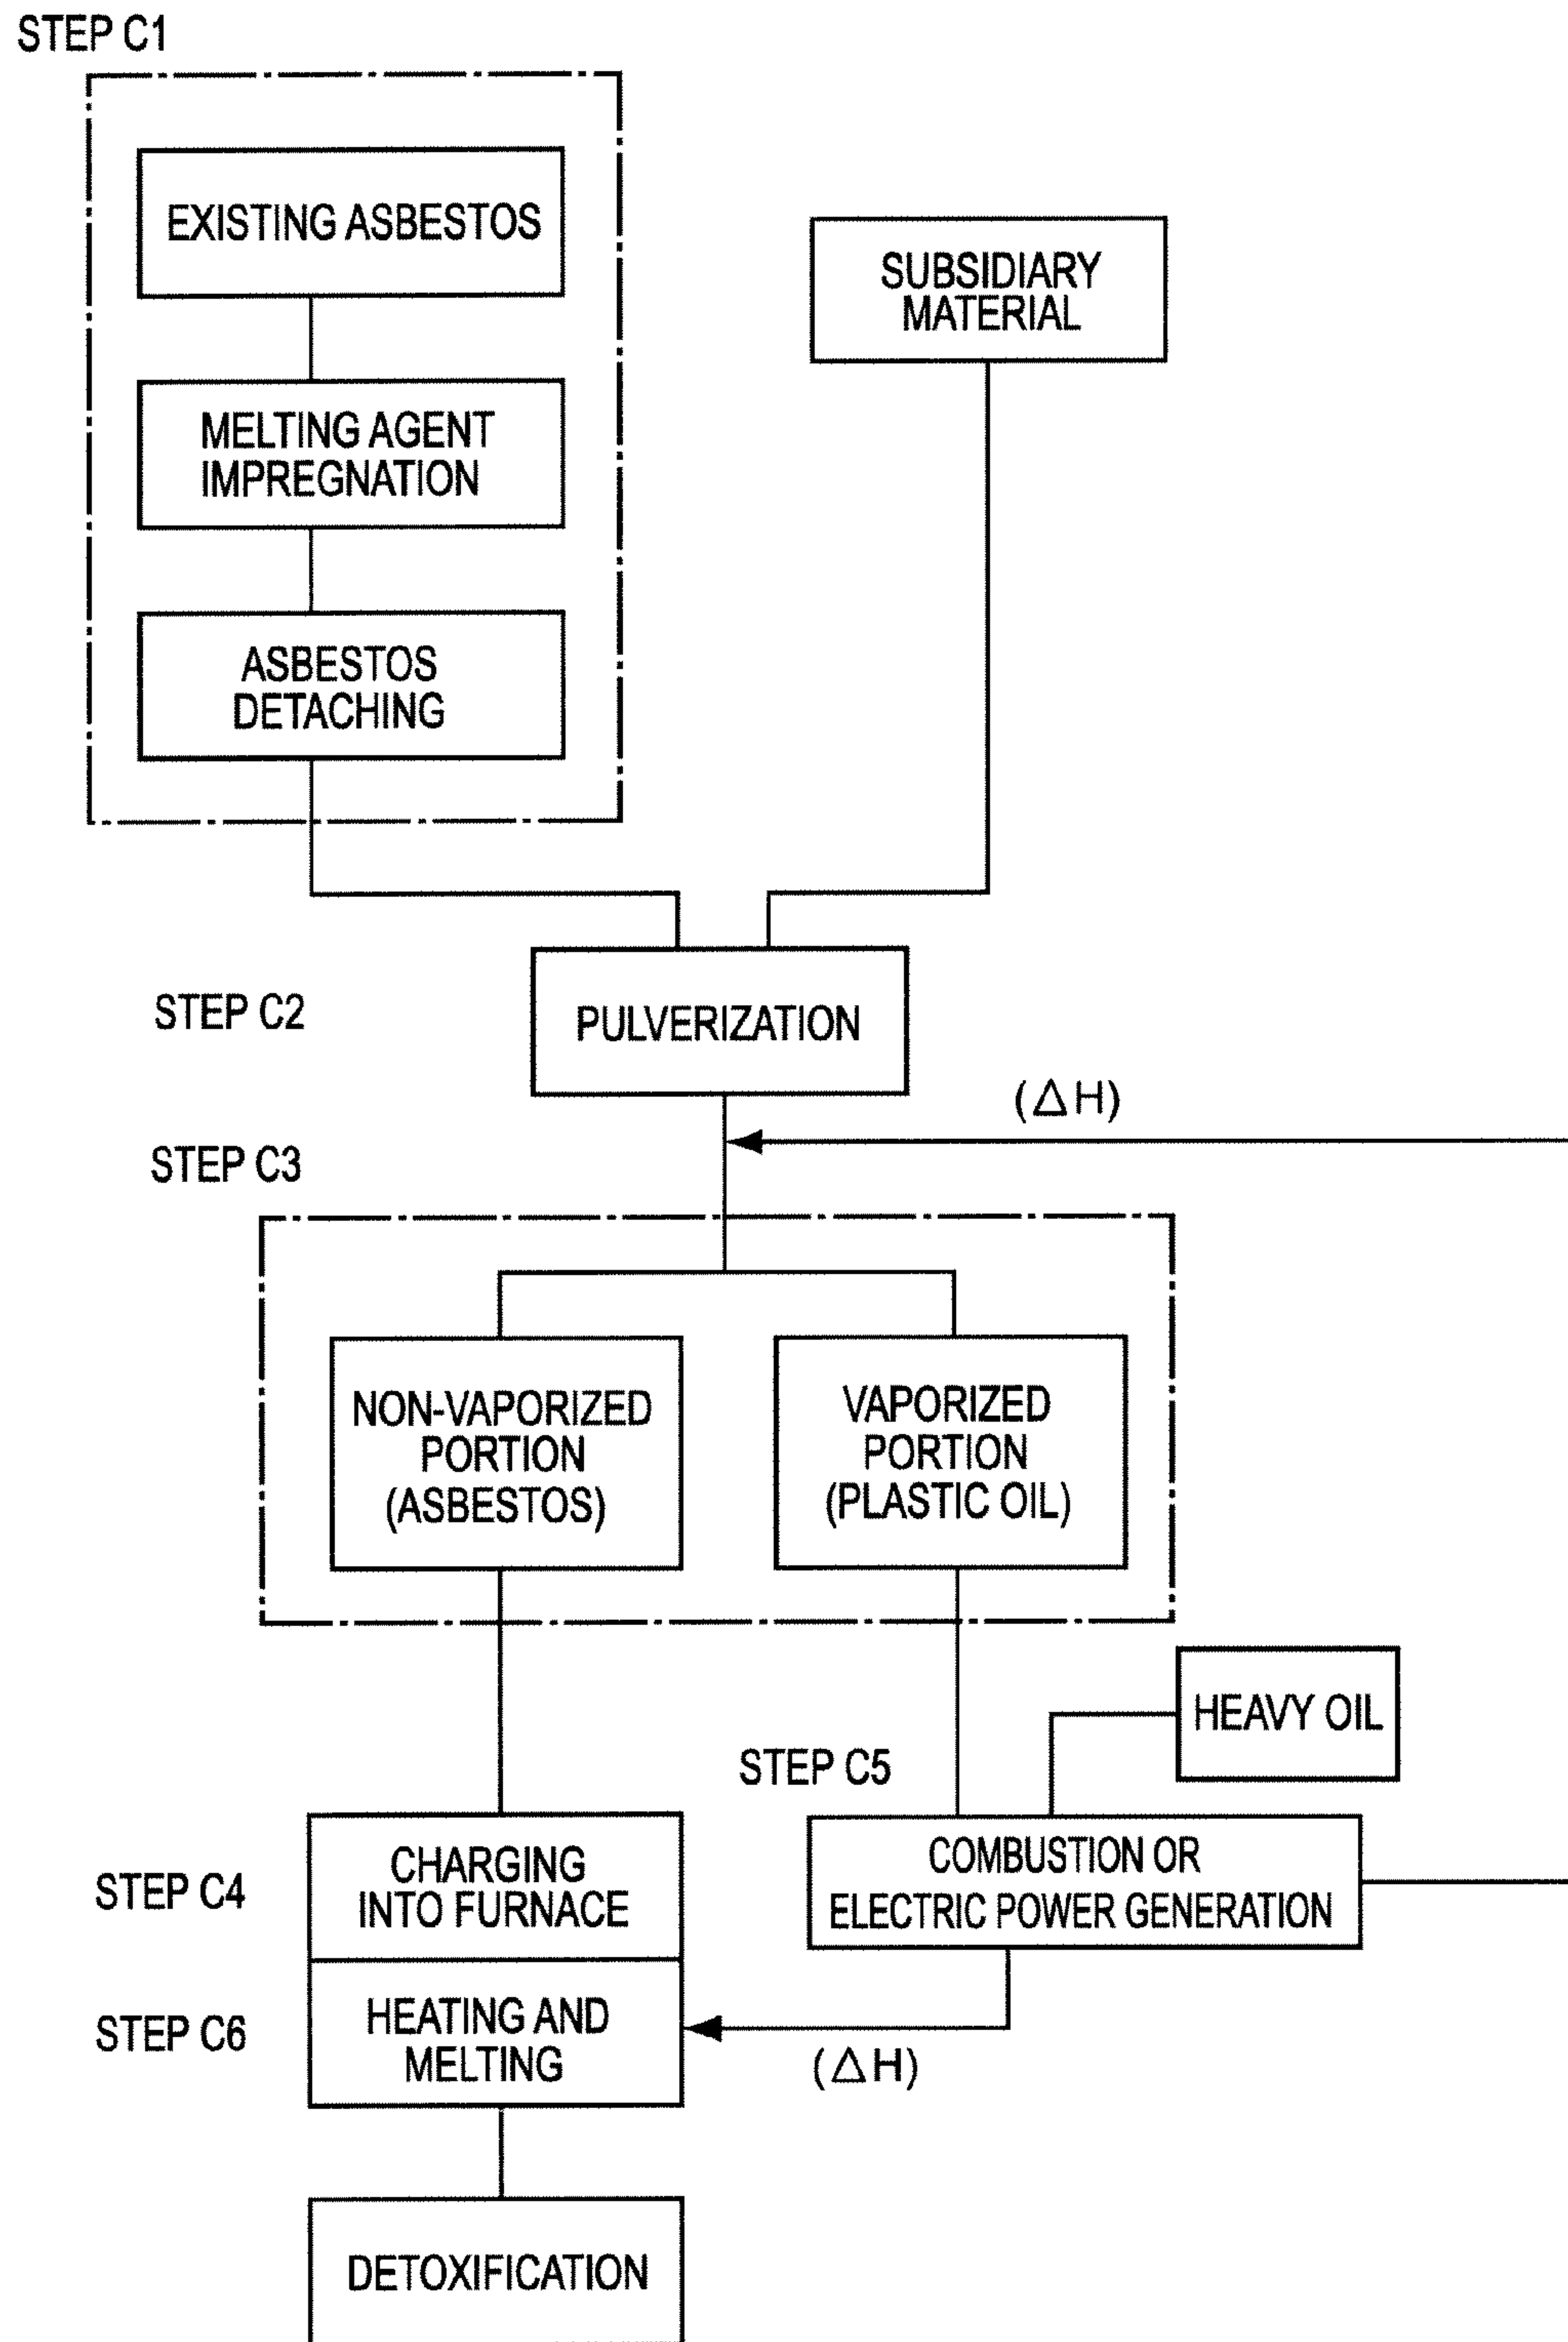 STEP C1
EXISTING ASBESTOS
SUBSIDIARY
MATERIAL
MELTING AGENT
IMPREGNATION
ASBESTOS
DETACHING
STEP C2
PULVERIZATION
(△H)
STEP C3
NON-VAPORIZED
PORTION
(ASBESTOS)
VAPORIZED
PORTION
(PLASTIC OIL)
HEAVY OIL
STEP C5
STEP C4
CHARGING
INTO FURNACE
COMBUSTION OR
ELECTRIC POWER GENERATION
STEP C6
HEATING AND
MELTING
(△H)
DETOXIFICATION